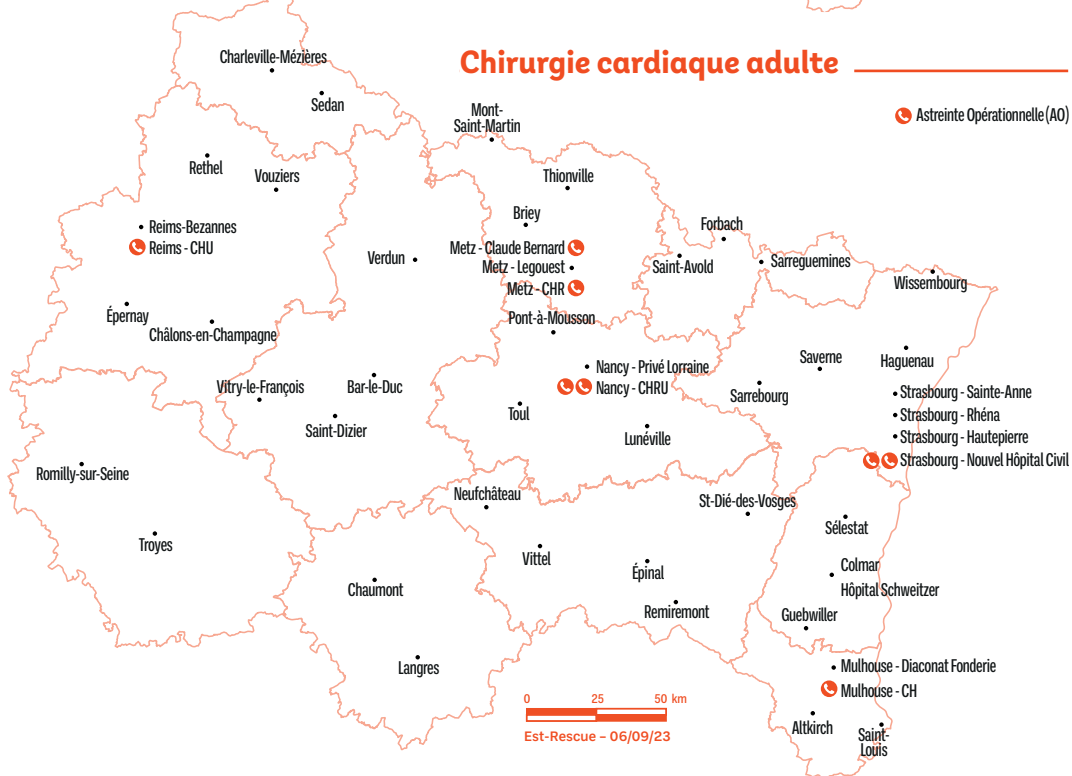 Chirurgie cardiaque adulte
Astreinte Opérationnelle (AO)
Charleville-Mézières
Sedan
Mont-
Saint-Martin
Rethel
Vouziers
Thionville
Briey
Forbach
Reims-Bezannes
Reims - CHU
Verdun
Metz - Claude Bernard
Metz - Legouest
Metz - CHR
Saint-Avold
Sarreguemines
Wissembourg
Épernay
Châlons-en-Champagne
Pont-à-Mousson
Vitry-le-François
Bar-le-Duc
Saint-Dizier
Nancy - Privé Lorraine
Nancy - CHRU
Toul
Lunéville
Saverne
Haguenau
Sarrebourg
Strasbourg - Sainte-Anne
Strasbourg - Rhéna
Strasbourg - Hautepierre
Strasbourg - Nouvel Hôpital Civil
Romilly-sur-Seine
Troyes
Neufchâteau
St-Dié-des-Vosges
Vittel
Épinal
Remiremont
Sélestat
Colmar
Hôpital Schweitzer
Guebwiller
Chaumont
Langres
Mulhouse - Diaconat Fonderie
Mulhouse - CH
Altkirch
Saint-
Louis
0 25 50 km
Est-Rescue – 06/09/23